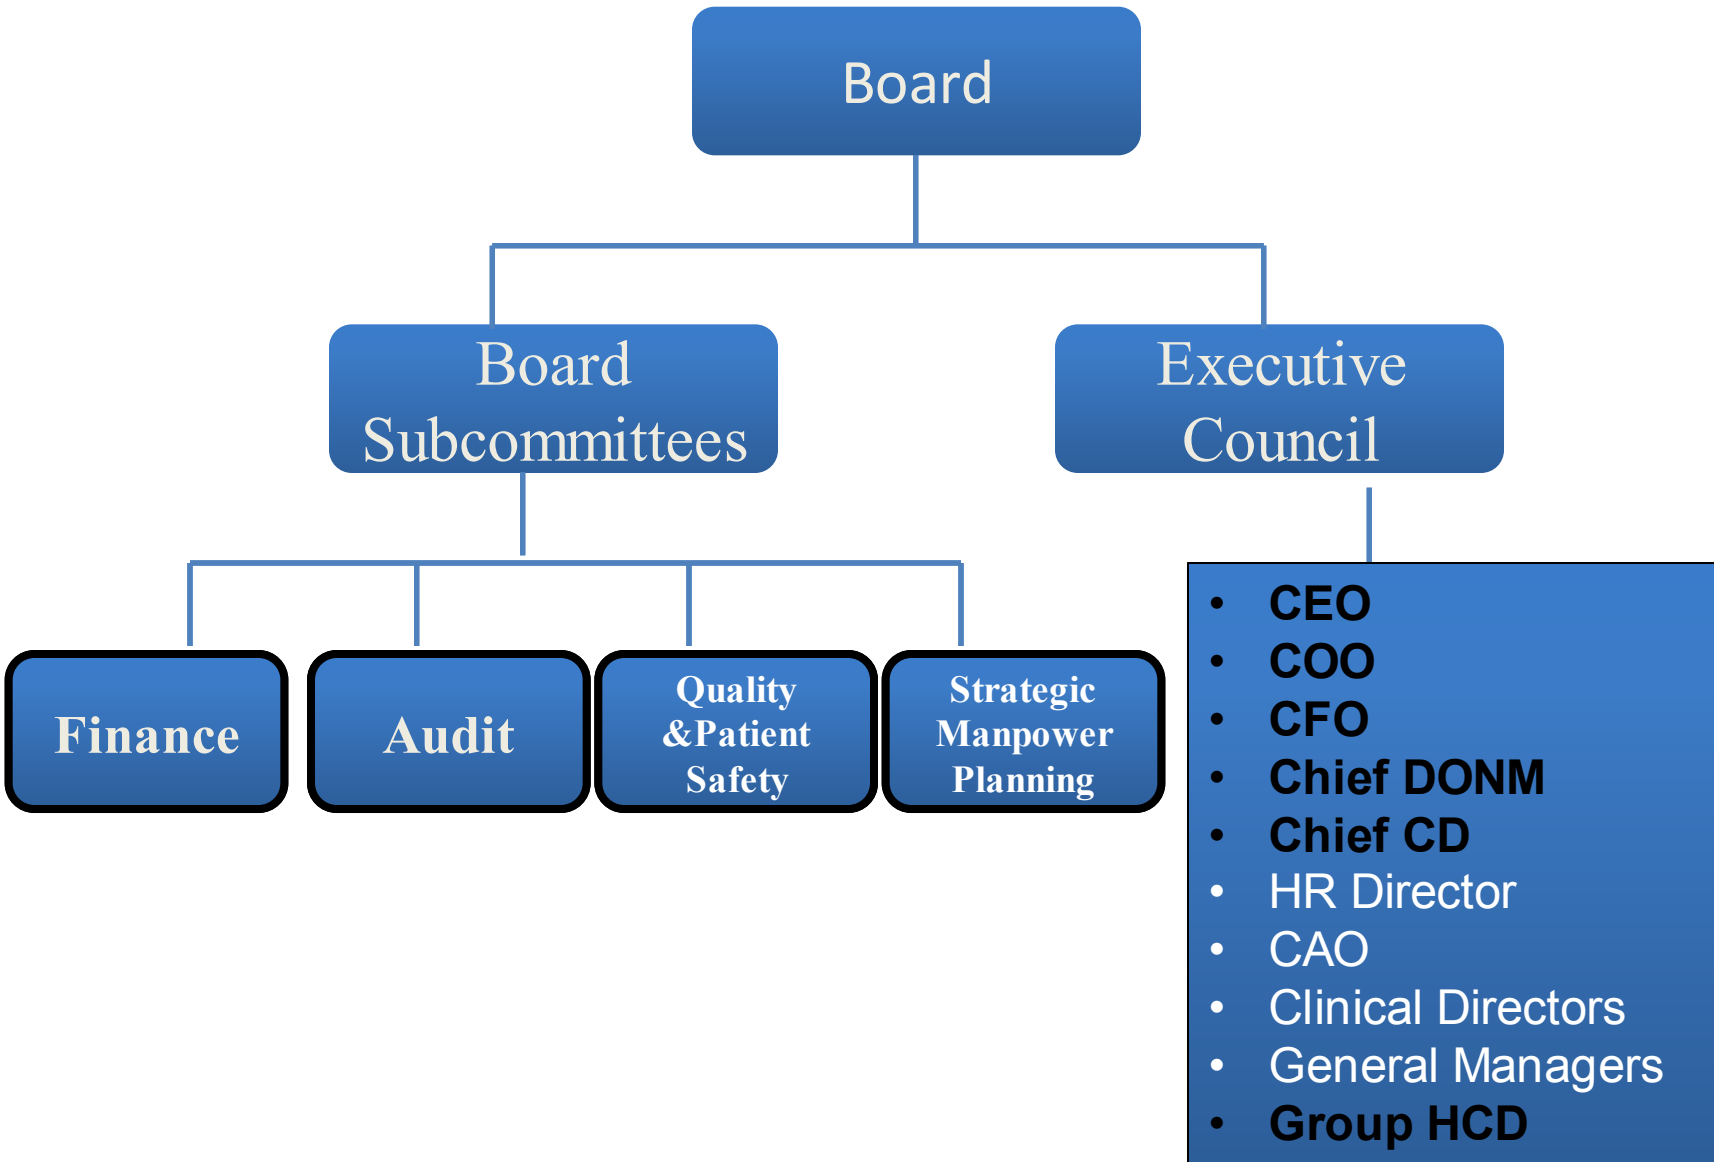 Board
Board
Subcommittees
Executive
Council
Finance
Audit
Quality
&Patient
Safety
Strategic
Manpower
Planning
• CEO
• COO
• CFO
• Chief DONM
• Chief CD
• HR Director
• CAO
• Clinical Directors
• General Managers
• Group HCD